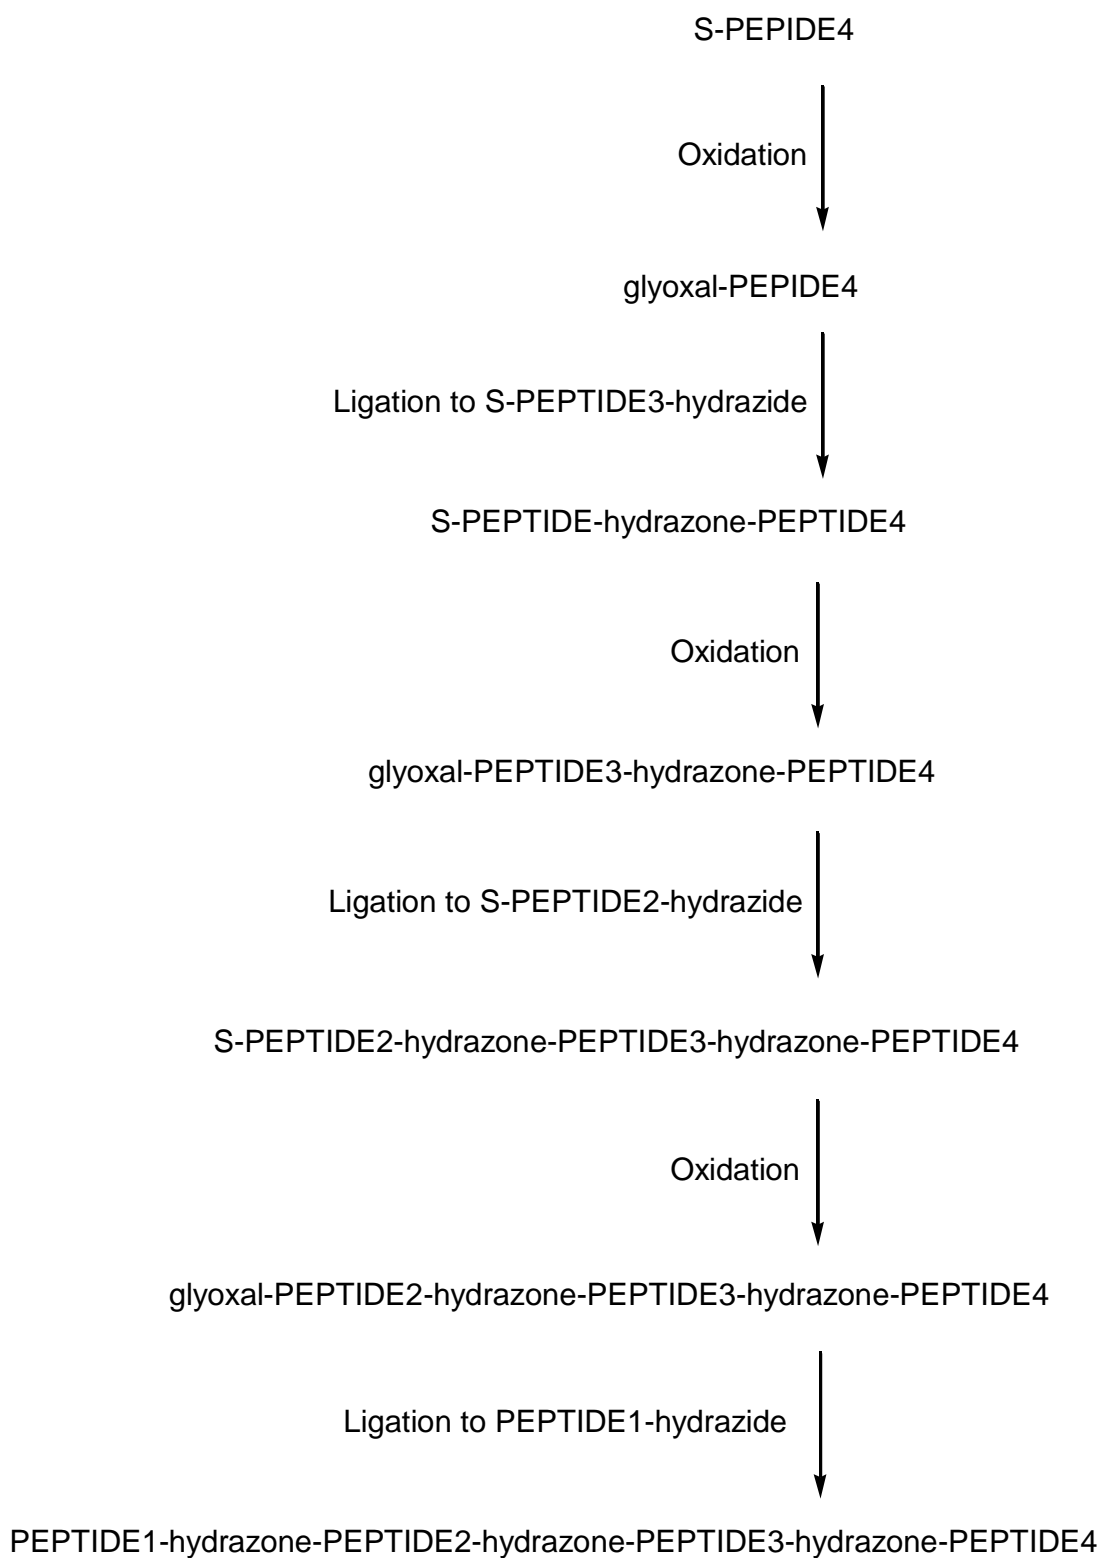 S-PEPIDE4
Oxidation
glyoxal-PEPIDE4
Ligation to S-PEPTIDE3-hydrazide
S-PEPTIDE-hydrazone-PEPTIDE4
Oxidation
glyoxal-PEPTIDE3-hydrazone-PEPTIDE4
Ligation to S-PEPTIDE2-hydrazide
S-PEPTIDE2-hydrazone-PEPTIDE3-hydrazone-PEPTIDE4
Oxidation
glyoxal-PEPTIDE2-hydrazone-PEPTIDE3-hydrazone-PEPTIDE4
Ligation to PEPTIDE1-hydrazide
PEPTIDE1-hydrazone-PEPTIDE2-hydrazone-PEPTIDE3-hydrazone-PEPTIDE4